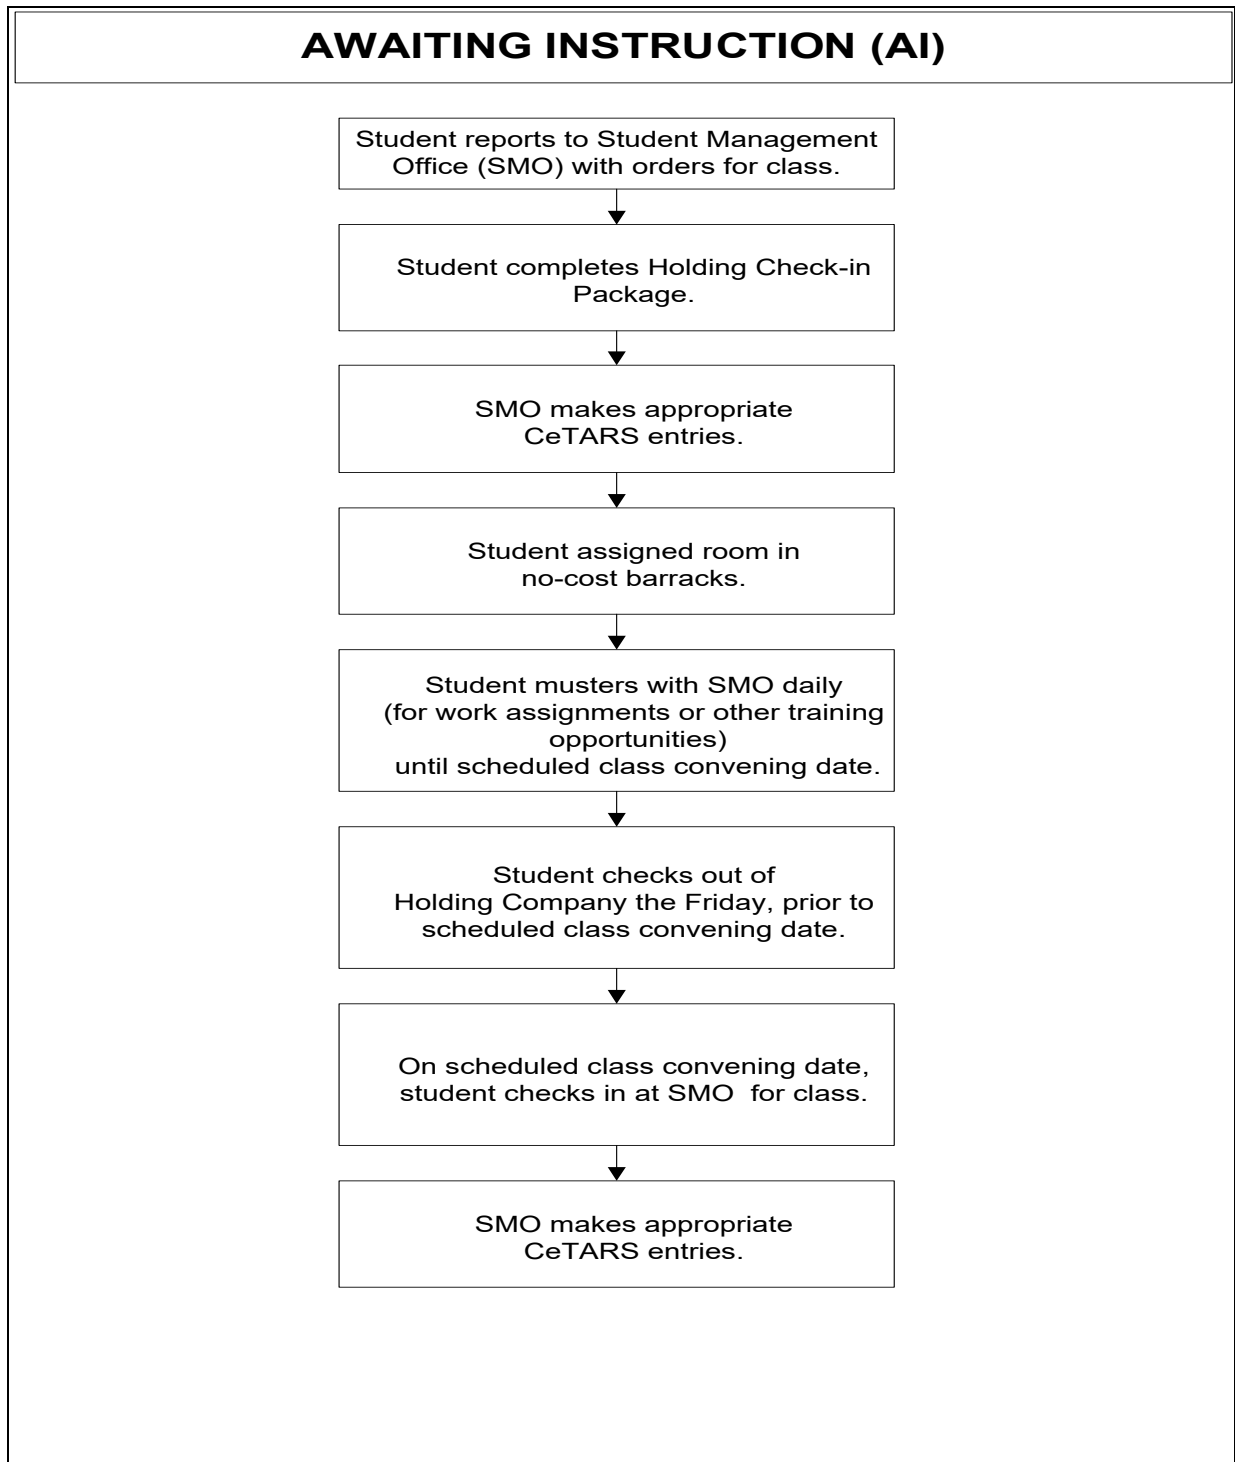 AWAITING INSTRUCTION (AI)
Student reports to Student Management
Office (SMO) with orders for class.
Student completes Holding Check-in
Package.
SMO makes appropriate
CeTARS entries.
Student assigned room in
no-cost barracks.
Student musters with SMO daily
(for work assignments or other training
opportunities)
until scheduled class convening date.
Student checks out of
Holding Company the Friday, prior to
scheduled class convening date.
On scheduled class convening date,
student checks in at SMO  for class.
SMO makes appropriate
CeTARS entries.